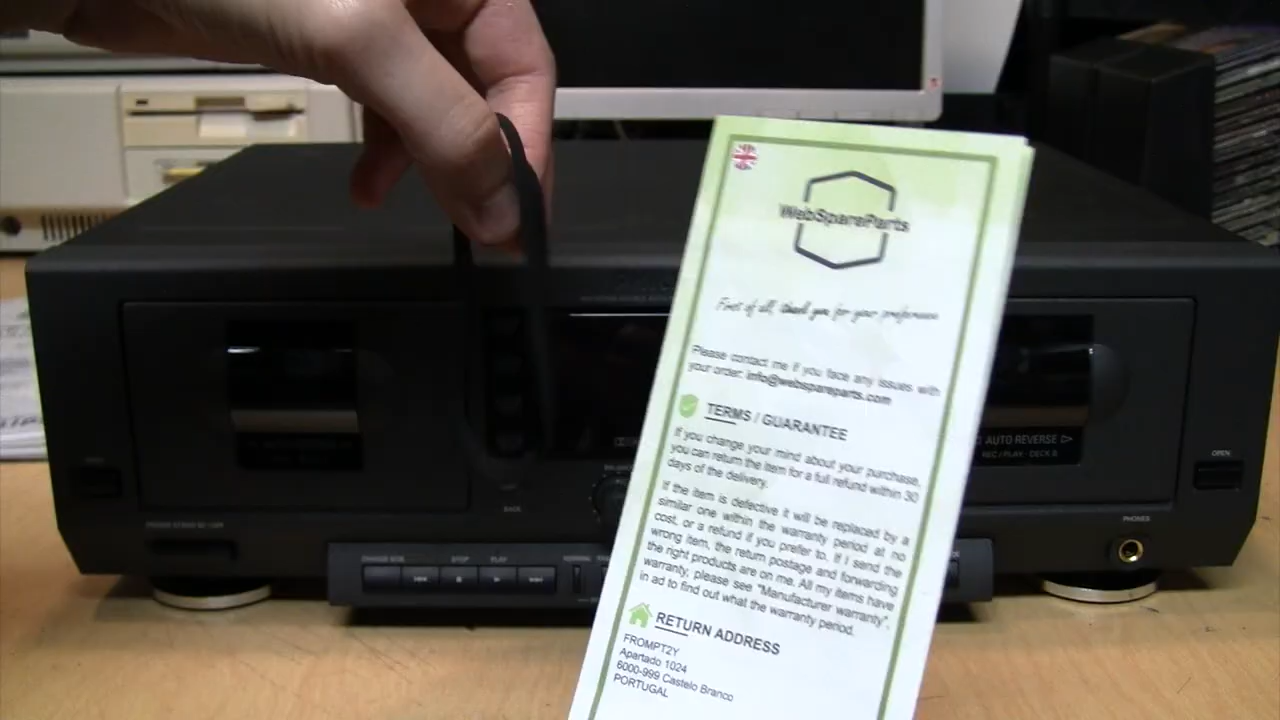 WebSpareParts
First of all, thank you for your preference
Please contact me if you face any issues with
your order: info@webspareparts.com
TERMS / GUARANTEE
If you change your mind about your purchase,
you can return the item for a full refund within 30
days of the delivery.
If the item is defective it will be replaced by a
similar one within the warranty period at no
cost, or a refund if you prefer to. If I send the
wrong item, the return postage and forwarding
the right products are on me. All my items have
warranty, please see "Manufacturer warranty",
in ad to find out what the warranty period.
RETURN ADDRESS
FROMPT2Y
Apartado 1024
6000-999 Castelo Branco
PORTUGAL
AUTO REVERSE
REC / PLAY · DECK B
OPEN
PHONES
BACK
STOP
PLAY